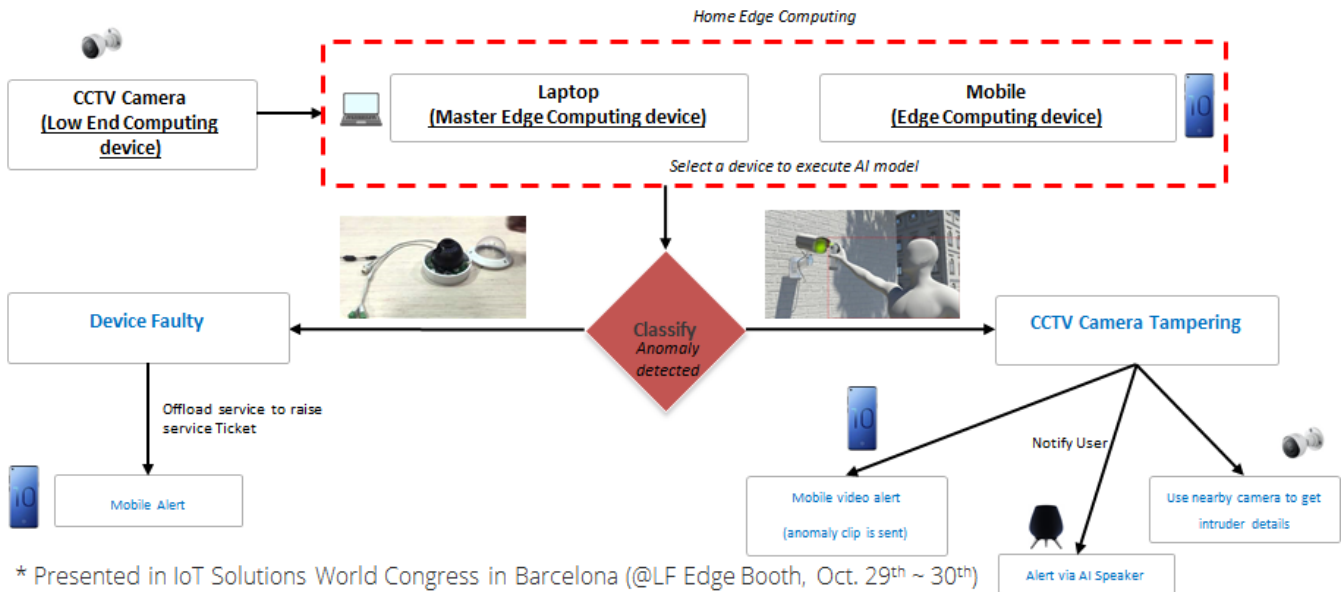 Home Edge Computing
CCTV Camera
(Low End Computing
device)
Laptop
(Master Edge Computing device)
Mobile
(Edge Computing device)
Select a device to execute AI model
Device Faulty
Classify
Anomaly
detected
CCTV Camera Tampering
Offload service to raise
service Ticket
Notify User
Mobile Alert
Mobile video alert
(anomaly clip is sent)
Use nearby camera to get
intruder details
Alert via AI Speaker
* Presented in IoT Solutions World Congress in Barcelona (@LF Edge Booth, Oct. 29th ~ 30th)